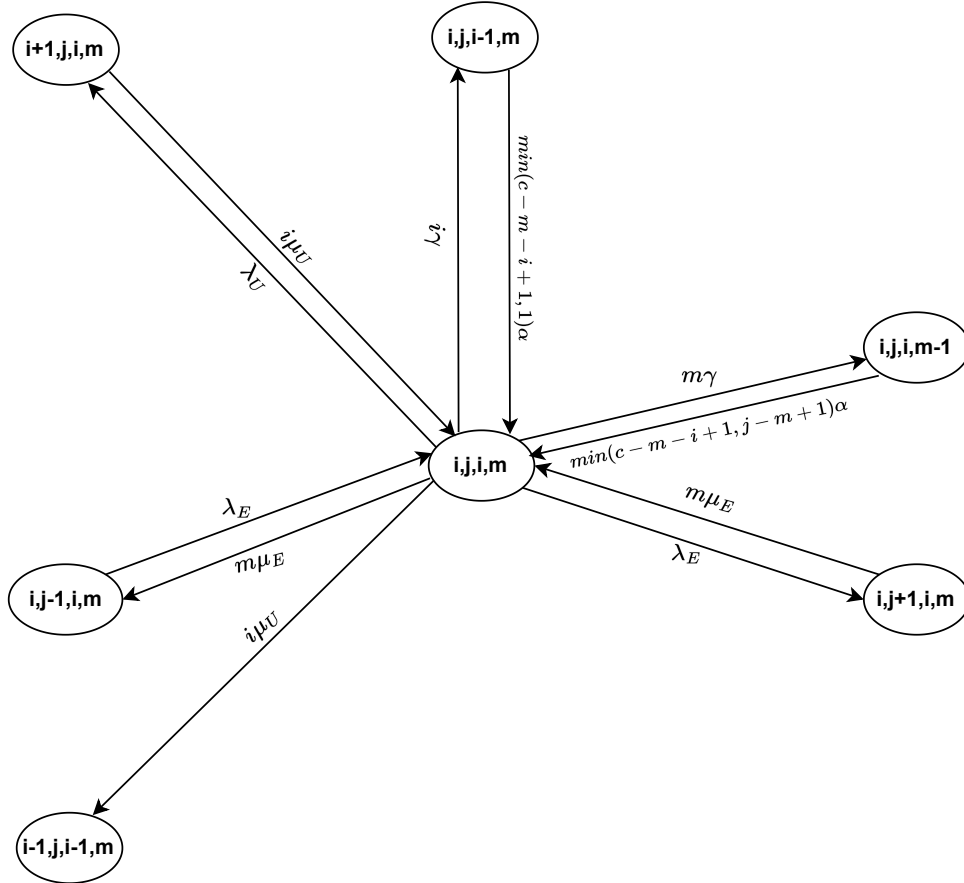 i+1,j,i,m
i,j,i-1,m
iμ_U
λ_U
iγ
min(c − m − i + 1, 1)α
i,j,i,m-1
mγ
min(c − m − i + 1, j − m + 1)α
i,j,i,m
λ_E
mμ_E
mμ_E
λ_E
i,j-1,i,m
i,j+1,i,m
iμ_U
i-1,j,i-1,m